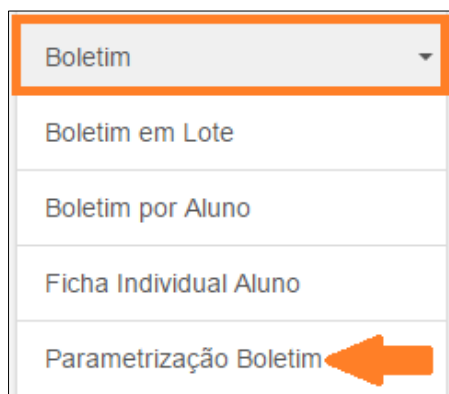 Boletim
Boletim em Lote
Boletim por Aluno
Ficha Individual Aluno
Parametrização Boletim